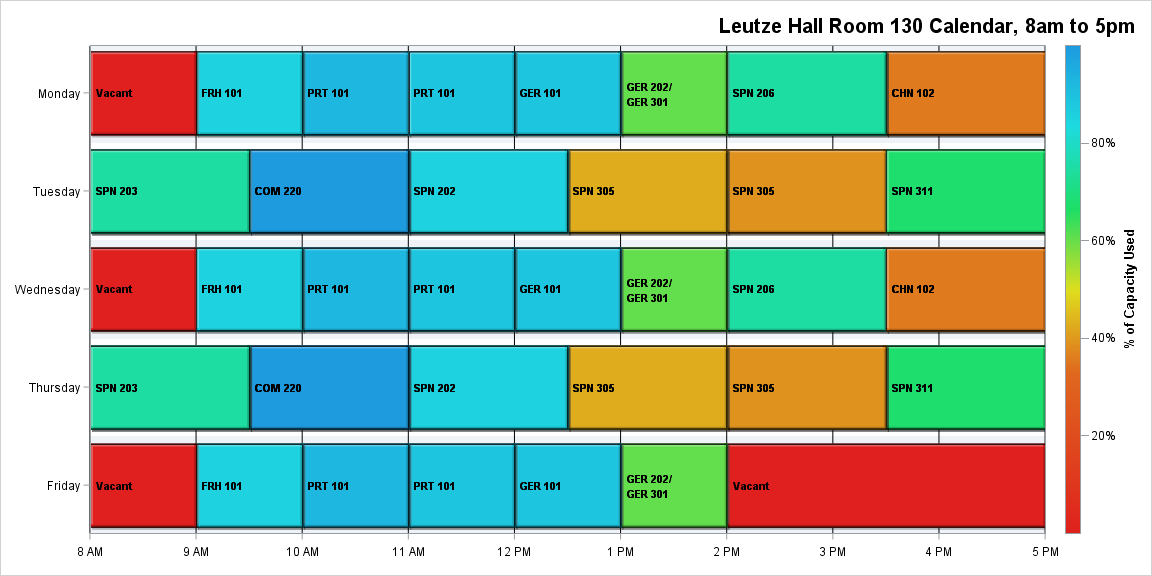 Leutze Hall Room 130 Calendar, 8am to 5pm
Monday
Vacant
FRH 101
PRT 101
PRT 101
GER 101
GER 202/
GER 301
SPN 206
CHN 102
Tuesday
SPN 203
COM 220
SPN 202
SPN 305
SPN 305
SPN 311
Wednesday
Vacant
FRH 101
PRT 101
PRT 101
GER 101
GER 202/
GER 301
SPN 206
CHN 102
Thursday
SPN 203
COM 220
SPN 202
SPN 305
SPN 305
SPN 311
Friday
Vacant
FRH 101
PRT 101
PRT 101
GER 101
GER 202/
GER 301
Vacant
8 AM
9 AM
10 AM
11 AM
12 PM
1 PM
2 PM
3 PM
4 PM
5 PM
80%
60%
40%
20%
% of Capacity Used